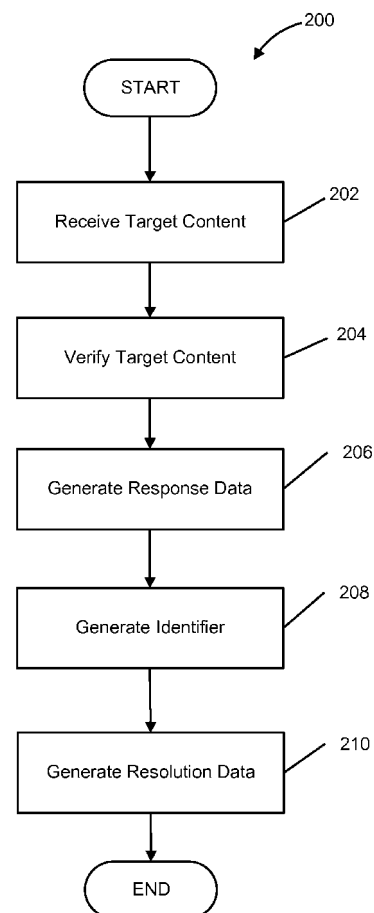 200
START
202
Receive Target Content
204
Verify Target Content
206
Generate Response Data
208
Generate Identifier
210
Generate Resolution Data
END